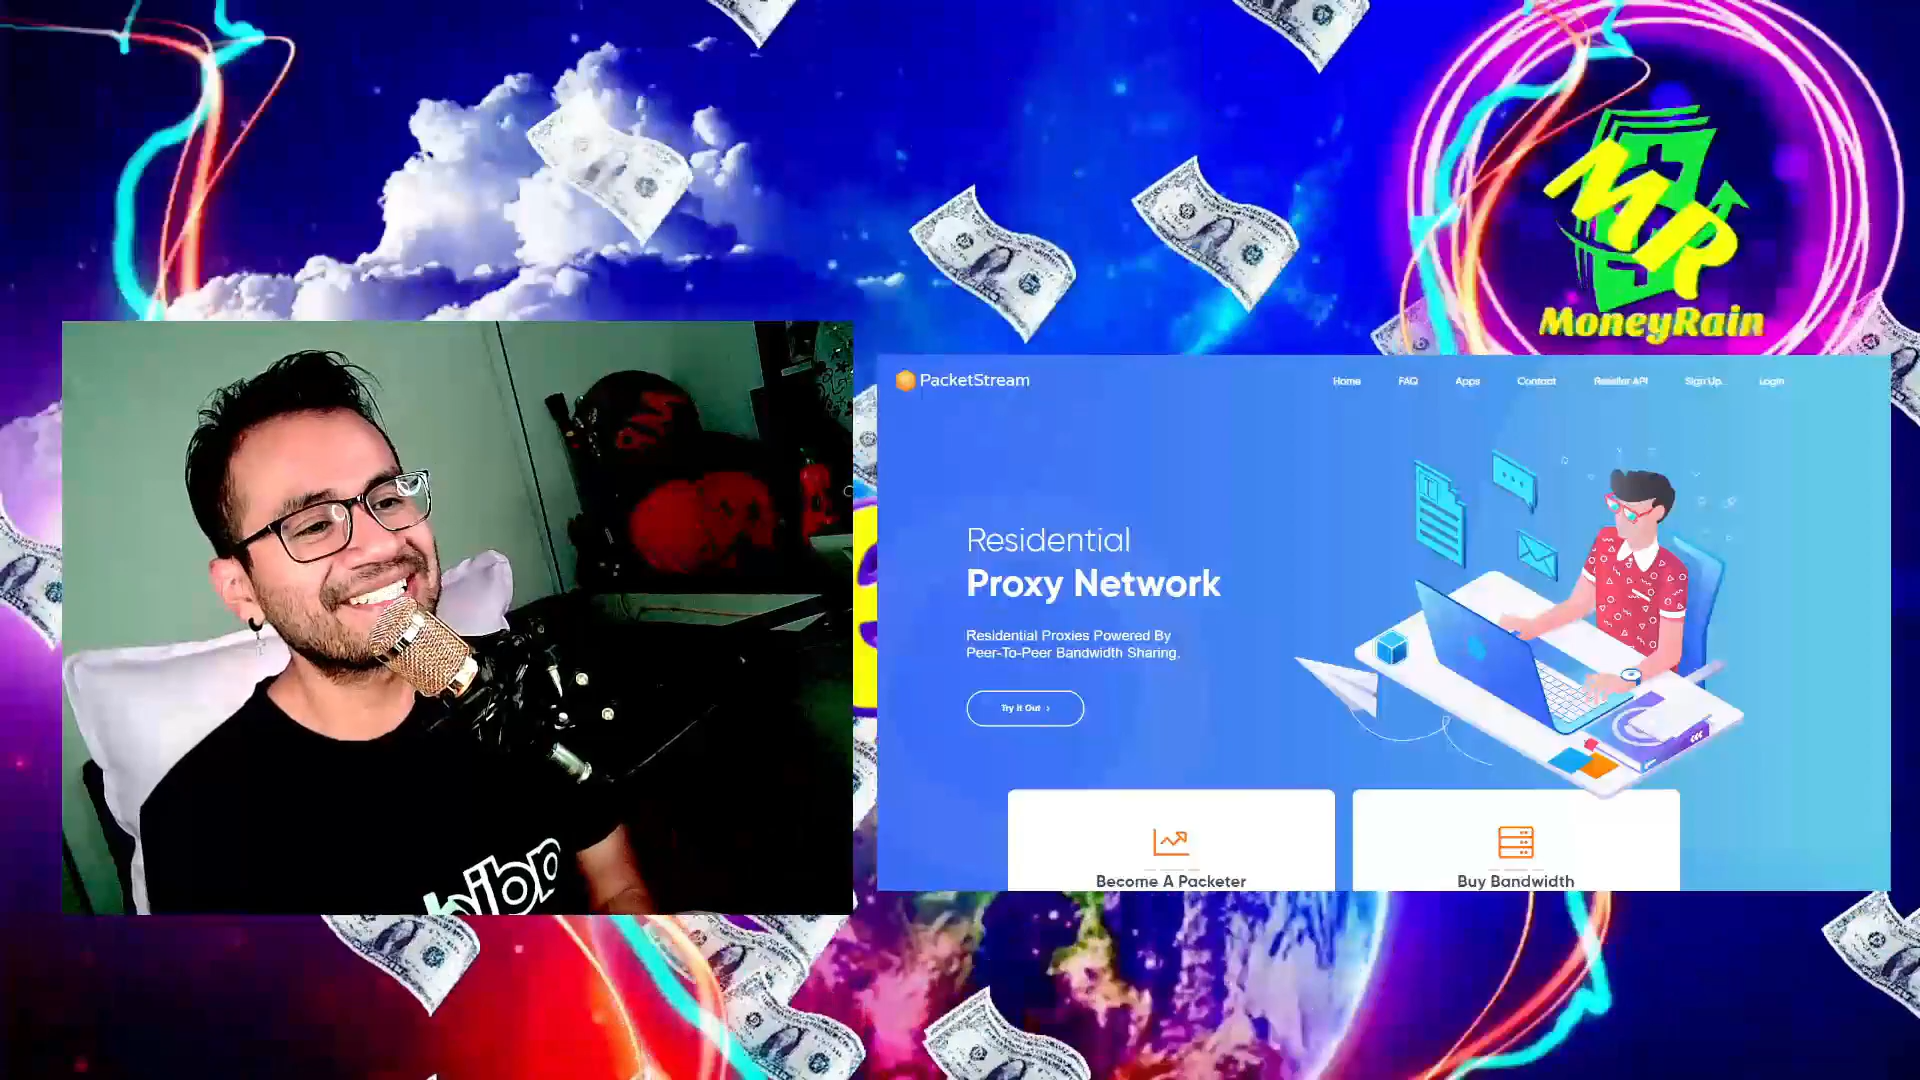 MR
MoneyRain
PacketStream
Home
FAQ
Apps
Contact
Reseller API
Sign Up
Login
Residential
Proxy Network
Residential Proxies Powered By
Peer-To-Peer Bandwidth Sharing.
Try It Out ›
Become A Packeter
Buy Bandwidth